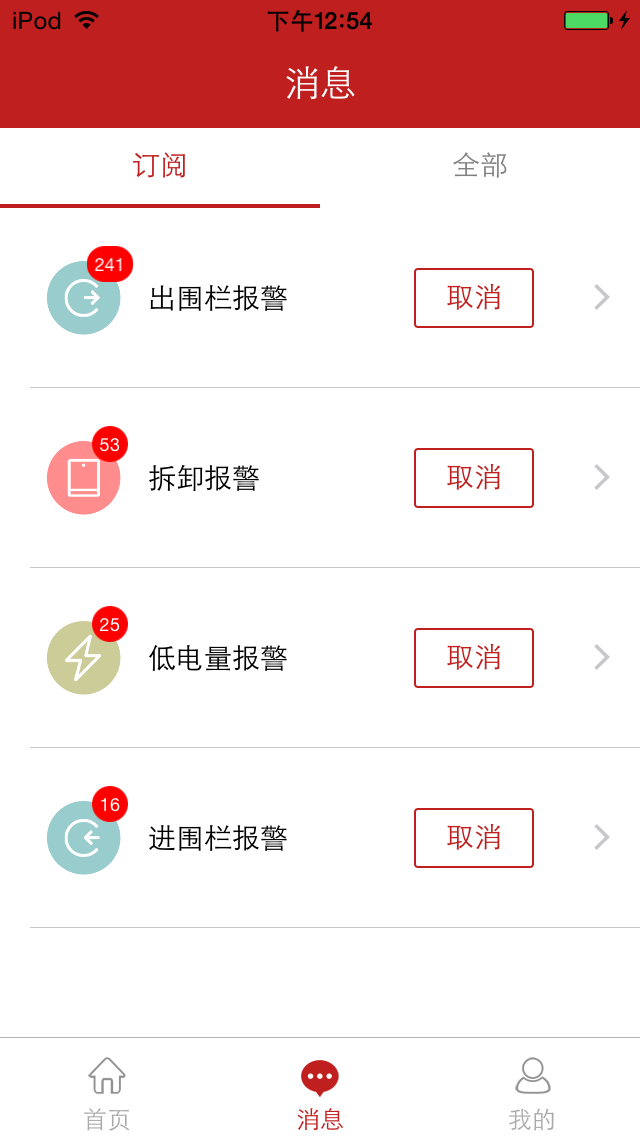 iPod 下午12:54
消息
订阅 全部
241
出围栏报警 取消
53
拆卸报警 取消
25
低电量报警 取消
16
进围栏报警 取消
首页 消息 我的